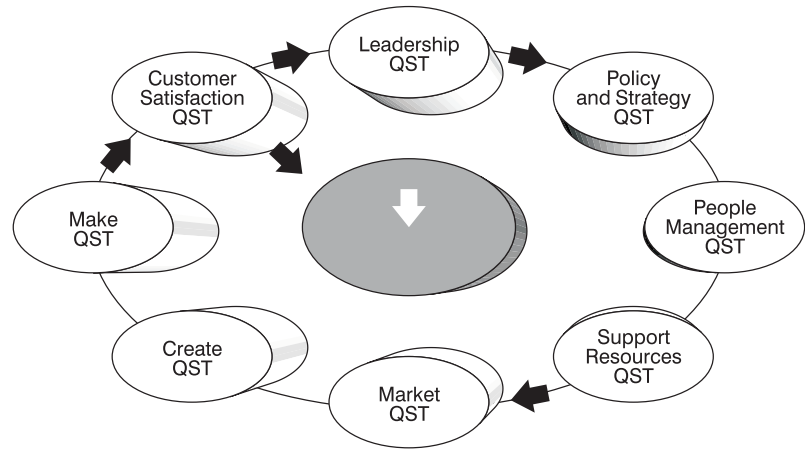 Leadership
QST
Policy
and Strategy
QST
People
Management
QST
Support
Resources
QST
Market
QST
Create
QST
Make
QST
Customer
Satisfaction
QST